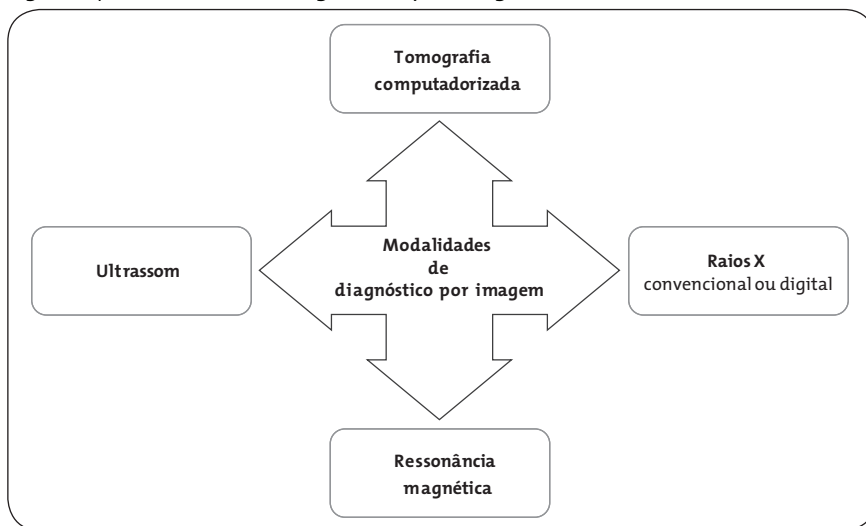 Tomografia
computadorizada
Ultrassom
Modalidades
de
diagnóstico por imagem
Raios X
convencional ou digital
Ressonância
magnética